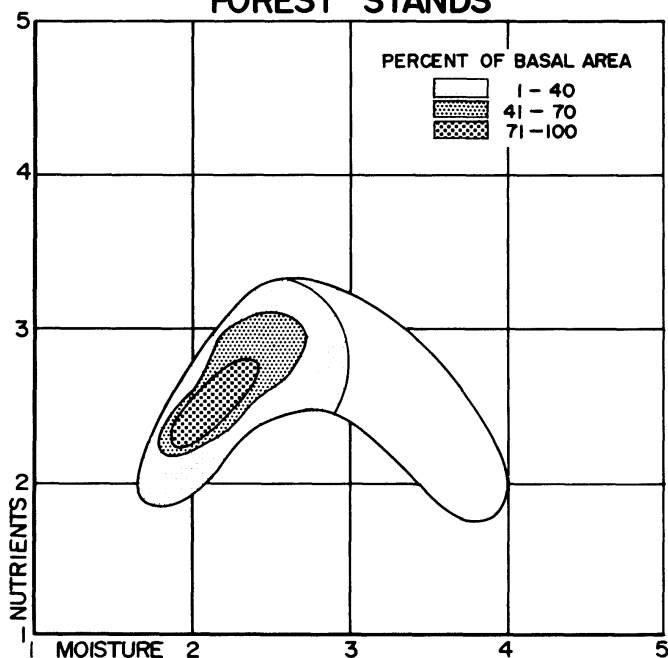 FOREST STANDS
5
PERCENT OF BASAL AREA
1 – 40
41 – 70
71 – 100
4
3
2
NUTRIENTS
1
1 MOISTURE 2 3 4 5